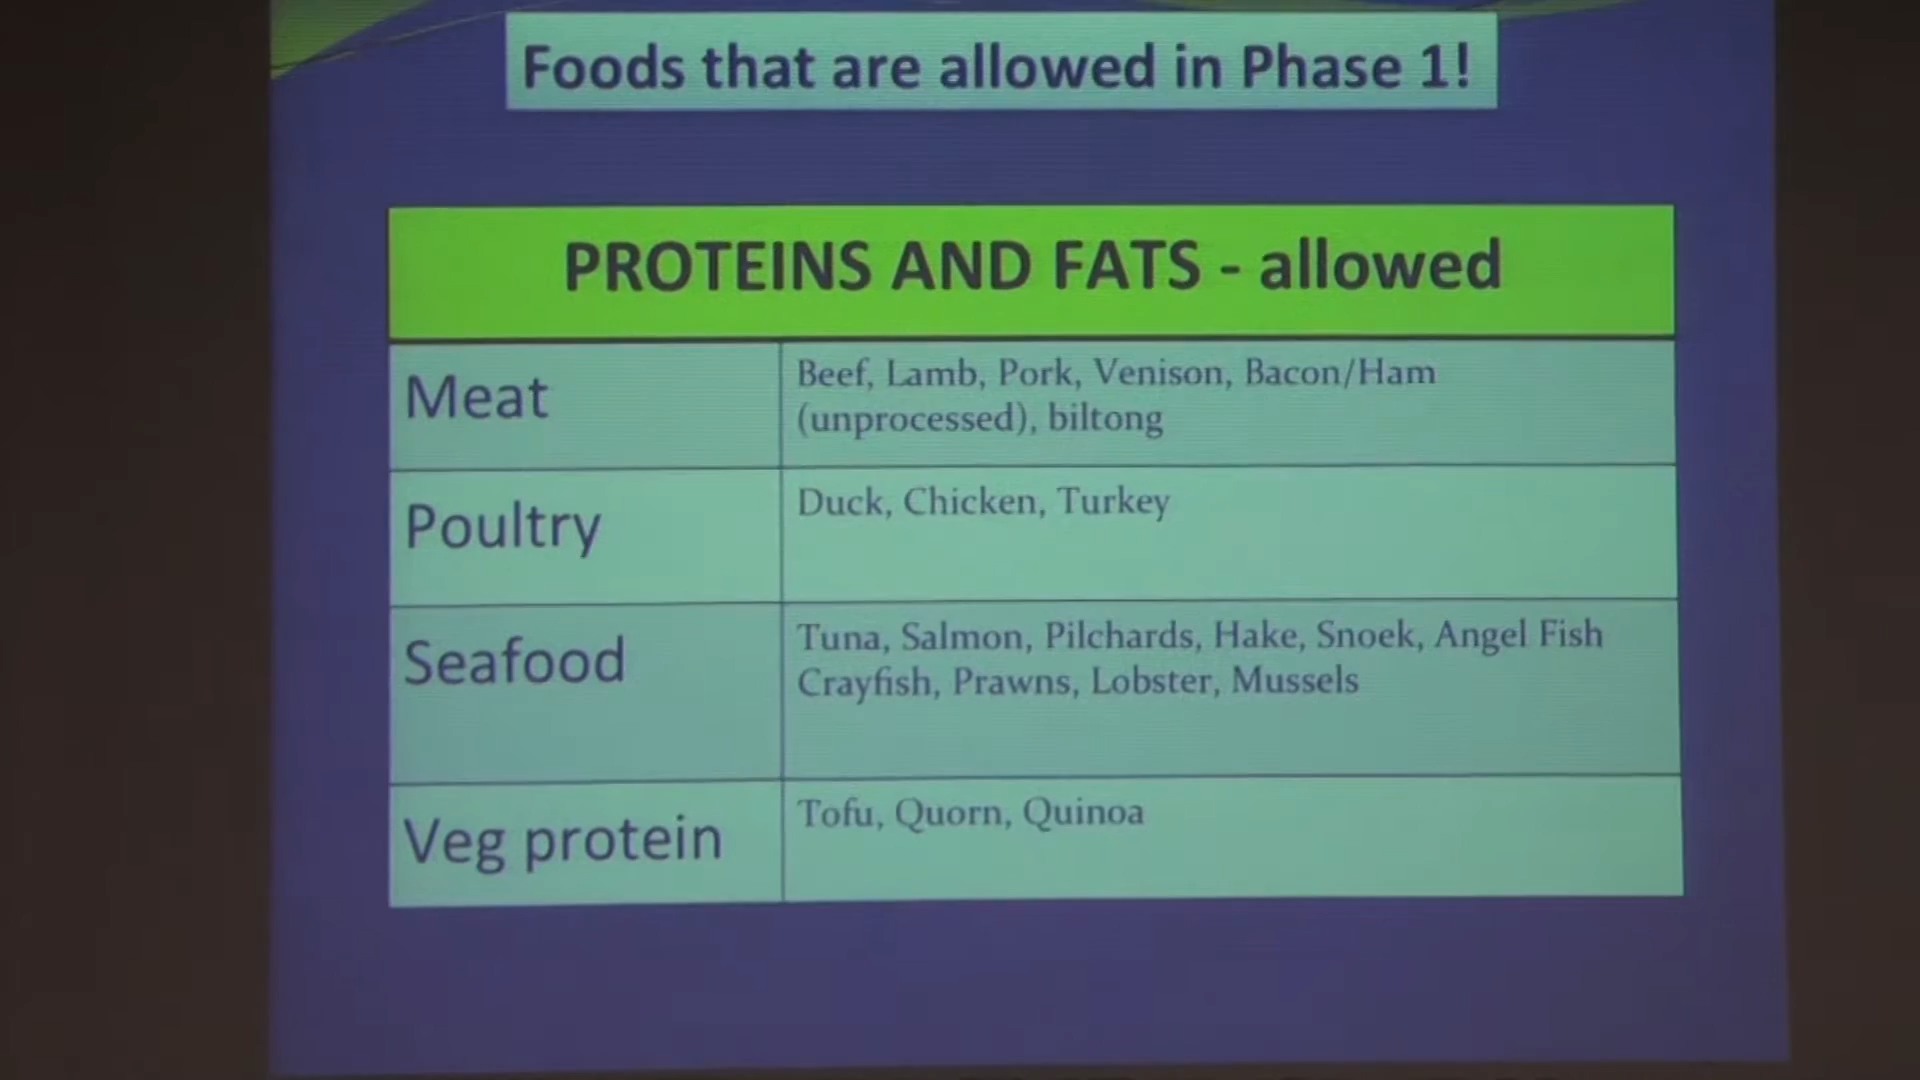 Foods that are allowed in Phase 1!
PROTEINS AND FATS - allowed
Meat
Beef, Lamb, Pork, Venison, Bacon/Ham
(unprocessed), biltong
Poultry
Duck, Chicken, Turkey
Seafood
Tuna, Salmon, Pilchards, Hake, Snoek, Angel Fish
Crayfish, Prawns, Lobster, Mussels
Veg protein
Tofu, Quorn, Quinoa